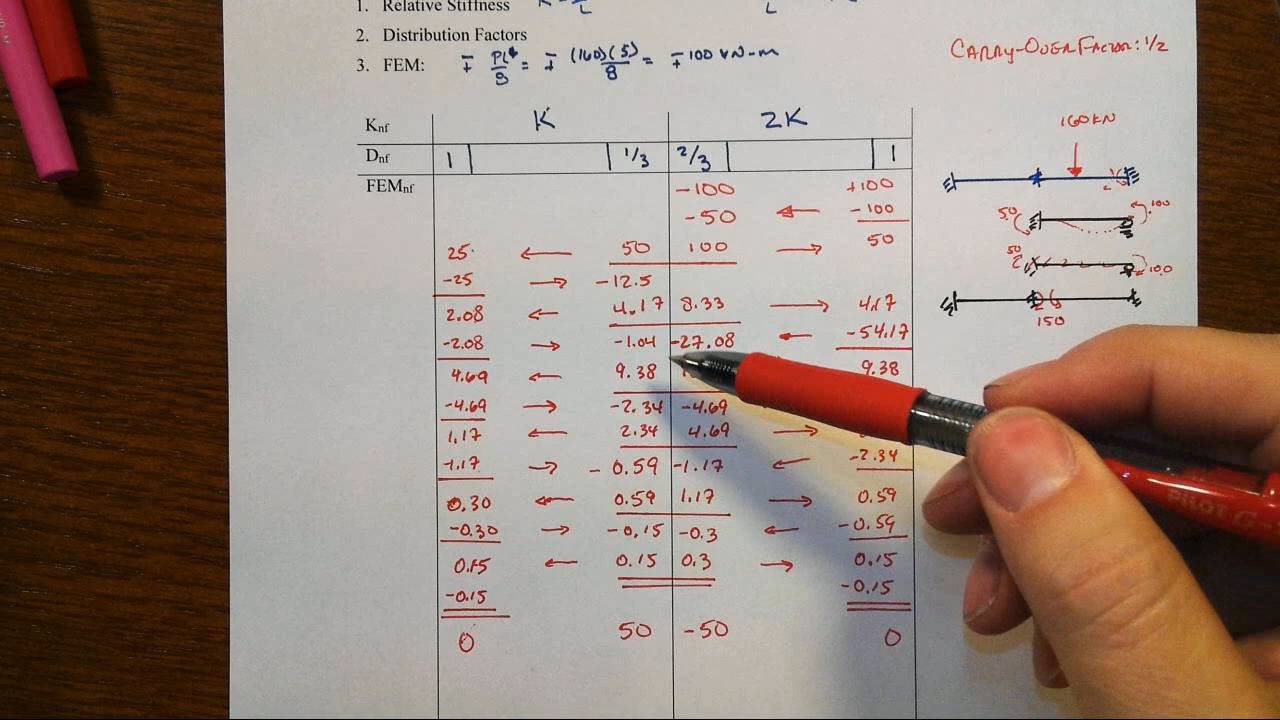 1. Relative Stiffness
2. Distribution Factors
3. FEM: ∓ PL/8 = ∓ (160)(5)/8 = ∓100 kN-m
CARRY-OVER FACTOR: 1/2
Knf K 2K
Dnf 1 1/3 2/3 1
FEMnf -100 +100
-50 ← -100
25 ← 50 100 → 50
-25 → -12.5
2.08 ← 4.17 8.33 → 4.17
-2.08 → -1.04 -27.08 ← -54.17
4.69 ← 9.38 9.38
-4.69 → -2.34 -4.69
1.17 ← 2.34 4.69 →
-1.17 → -0.59 -1.17 ← -2.34
0.30 ← 0.59 1.17 → 0.59
-0.30 → -0.15 -0.3 ← -0.59
0.15 ← 0.15 0.3 → 0.15
-0.15 -0.15
0 50 -50 0
160 kN
50 100
50 100
150
PILOT G